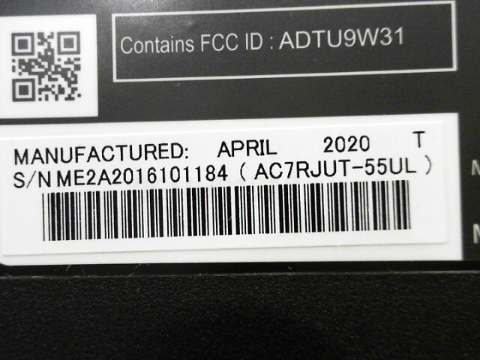 Contains FCC ID : ADTU9W31
MANUFACTURED: APRIL 2020 T
S/N ME2A2016101184 ( AC7RJUT-55UL )